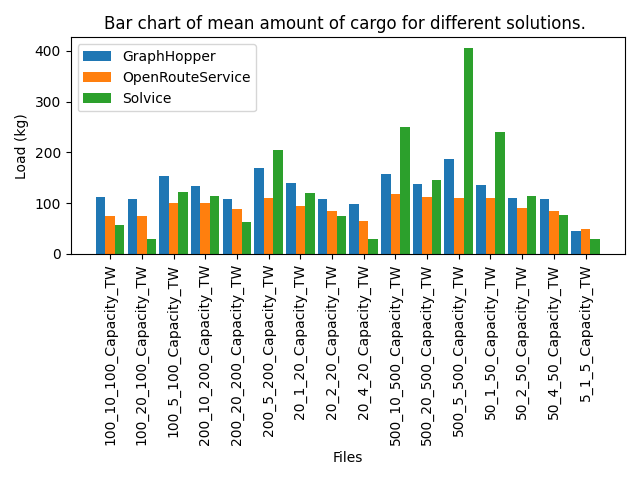 Bar chart of mean amount of cargo for different solutions.
GraphHopper
OpenRouteService
Solvice
Load (kg)
400
300
200
100
0
100_10_100_Capacity_TW
100_20_100_Capacity_TW
100_5_100_Capacity_TW
200_10_200_Capacity_TW
200_20_200_Capacity_TW
200_5_200_Capacity_TW
20_1_20_Capacity_TW
20_2_20_Capacity_TW
20_4_20_Capacity_TW
500_10_500_Capacity_TW
500_20_500_Capacity_TW
500_5_500_Capacity_TW
50_1_50_Capacity_TW
50_2_50_Capacity_TW
50_4_50_Capacity_TW
5_1_5_Capacity_TW
Files